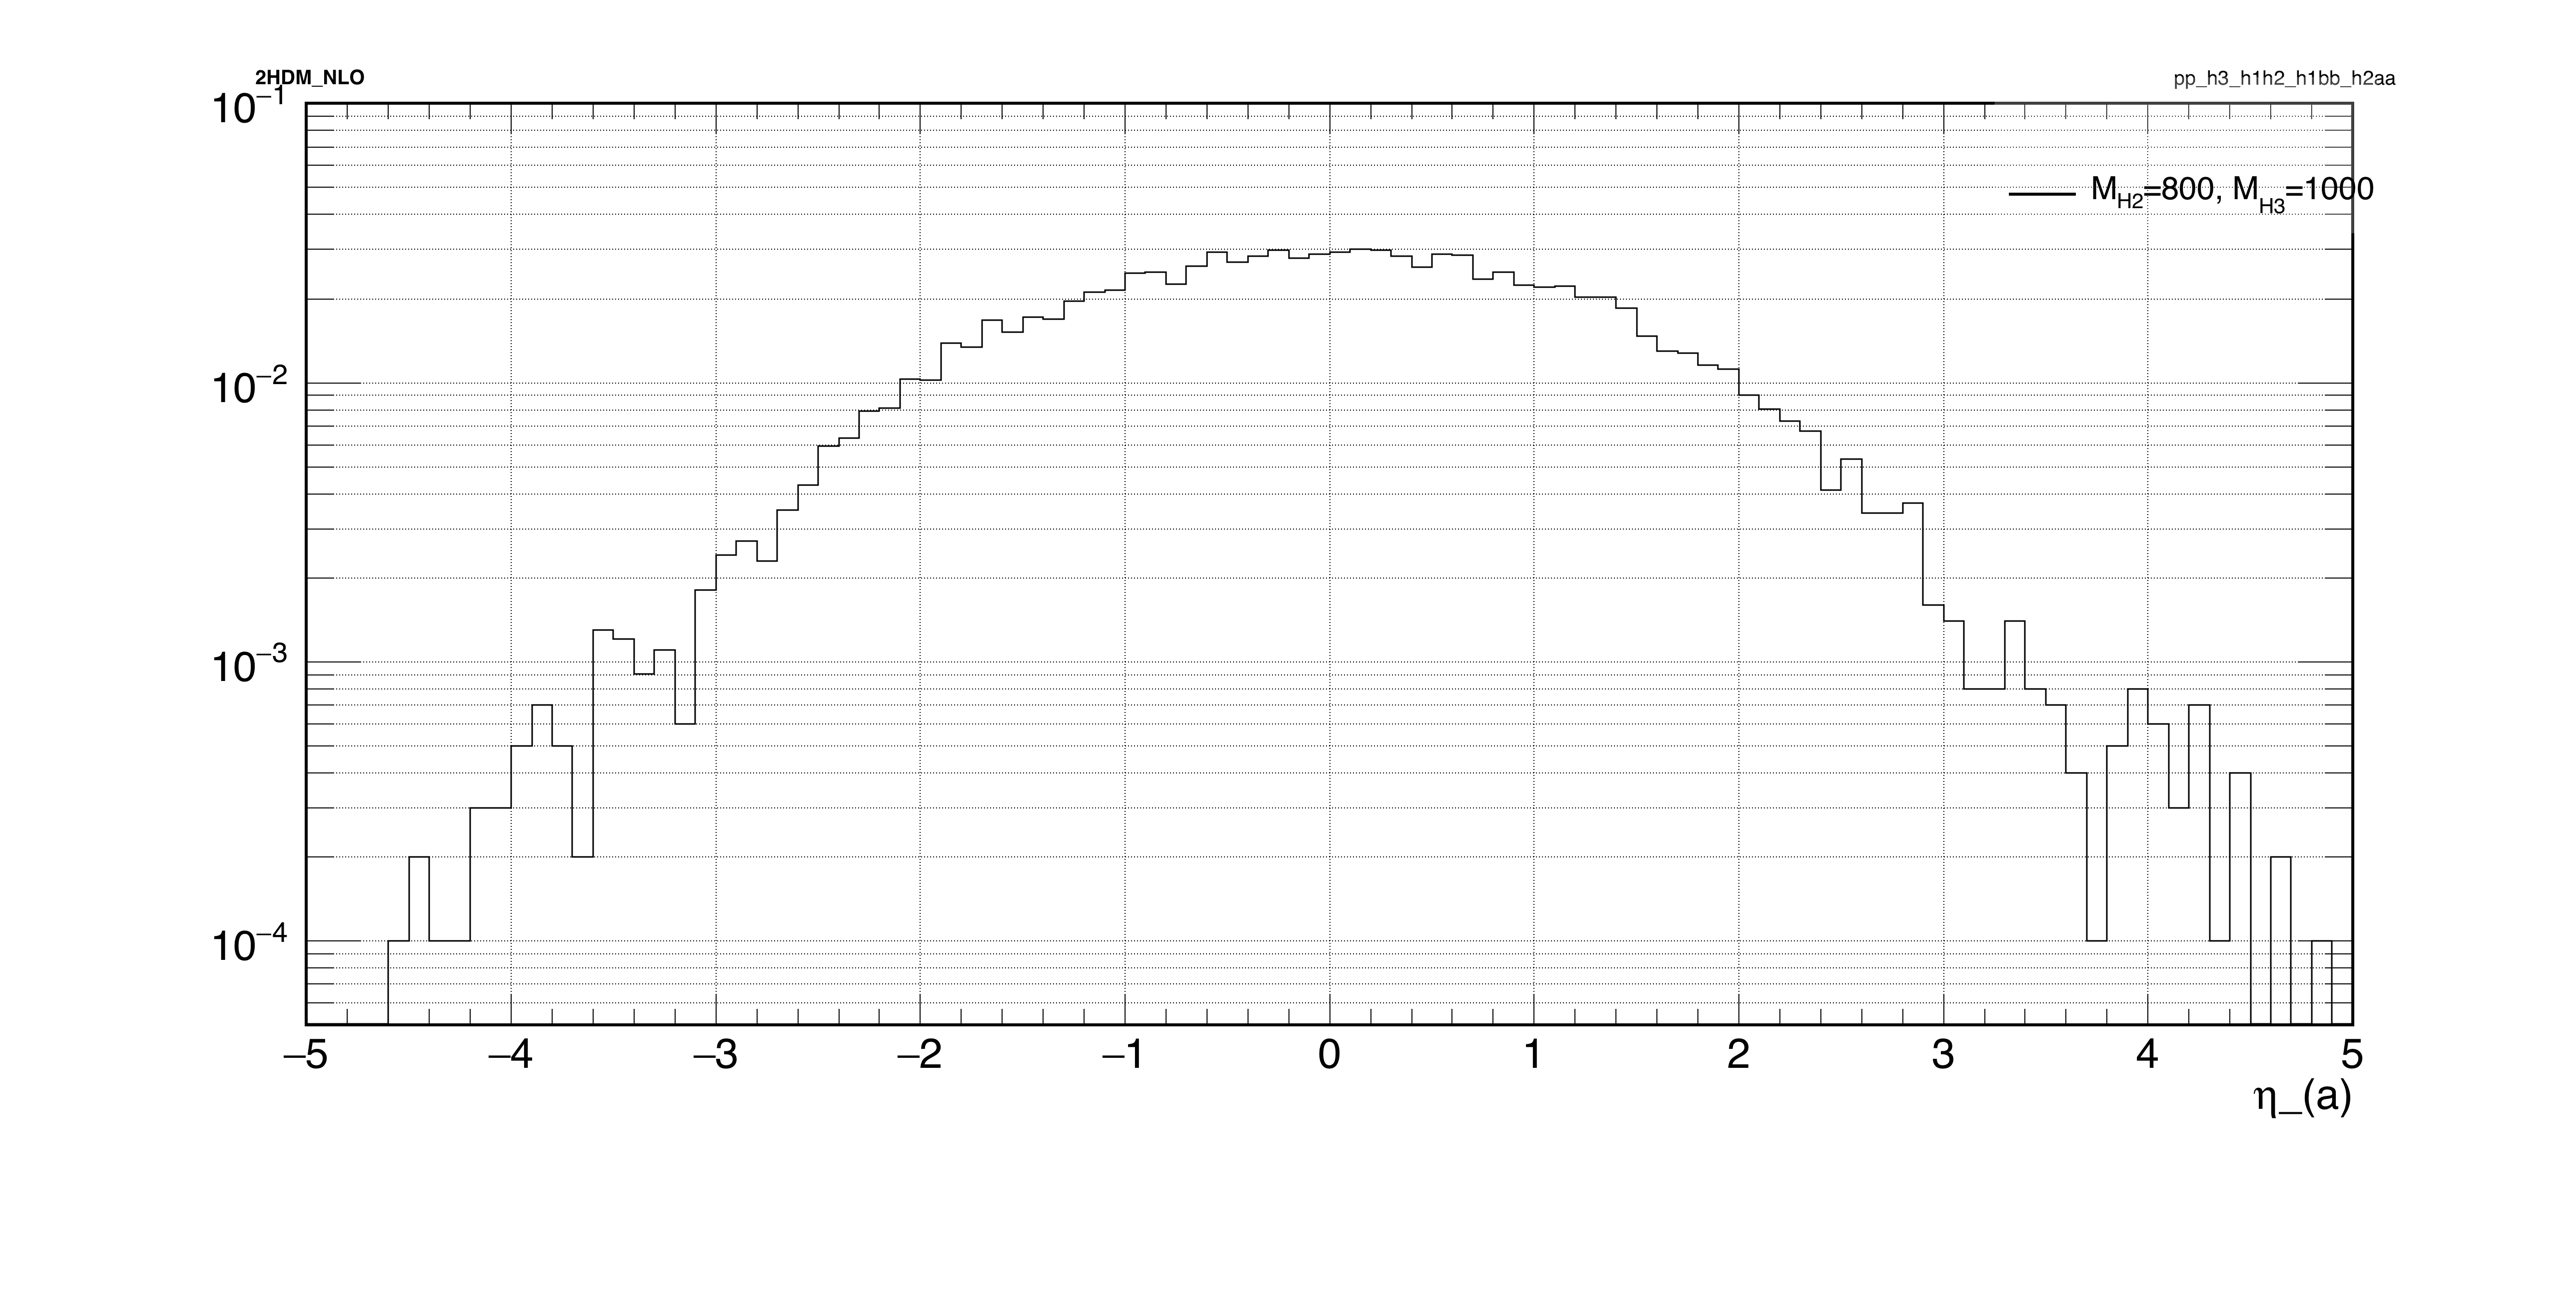 2HDM_NLO
pp_h3_h1h2_h1bb_h2aa
10−1
M_H2=800, M_H3=1000
10−2
10−3
10−4
−5 −4 −3 −2 −1 0 1 2 3 4 5
η_(a)